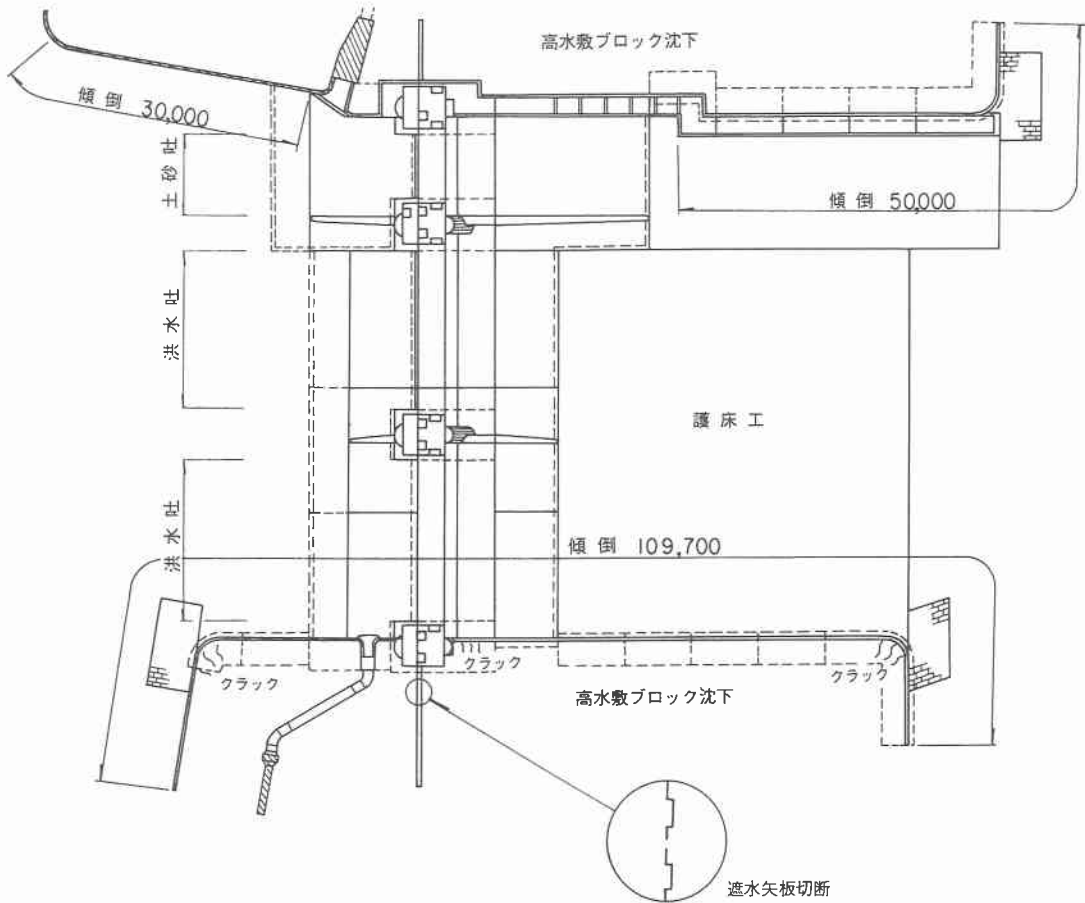 高水敷ブロック沈下
傾倒 30,000
土砂吐
傾倒 50,000
洪水吐
護床工
洪水吐
傾倒 109,700
クラック
クラック
クラック
高水敷ブロック沈下
遮水矢板切断